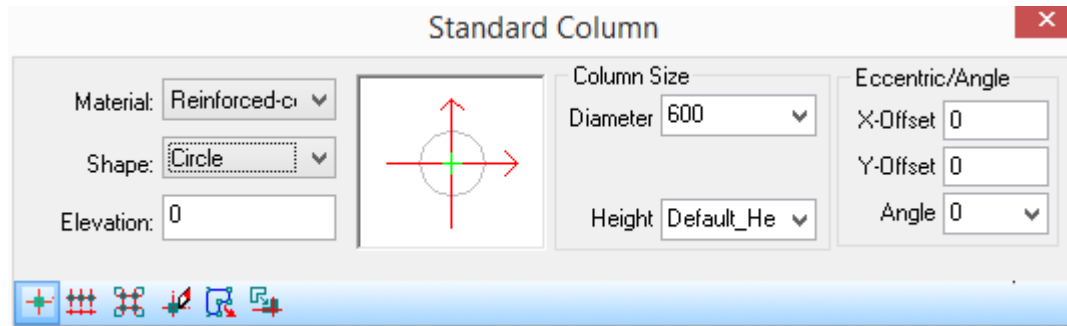 Standard Column
Material: Reinforced-c
Shape: Circle
Elevation: 0
Column Size
Diameter 600
Height Default_He
Eccentric/Angle
X-Offset 0
Y-Offset 0
Angle 0